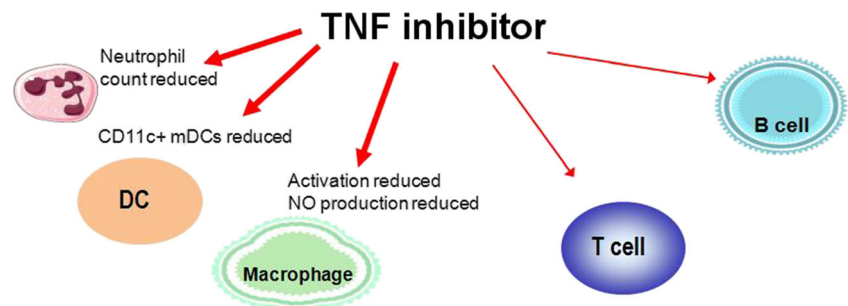 TNF inhibitor
Neutrophil
count reduced
CD11c+ mDCs reduced
DC
Activation reduced
NO production reduced
Macrophage
T cell
B cell